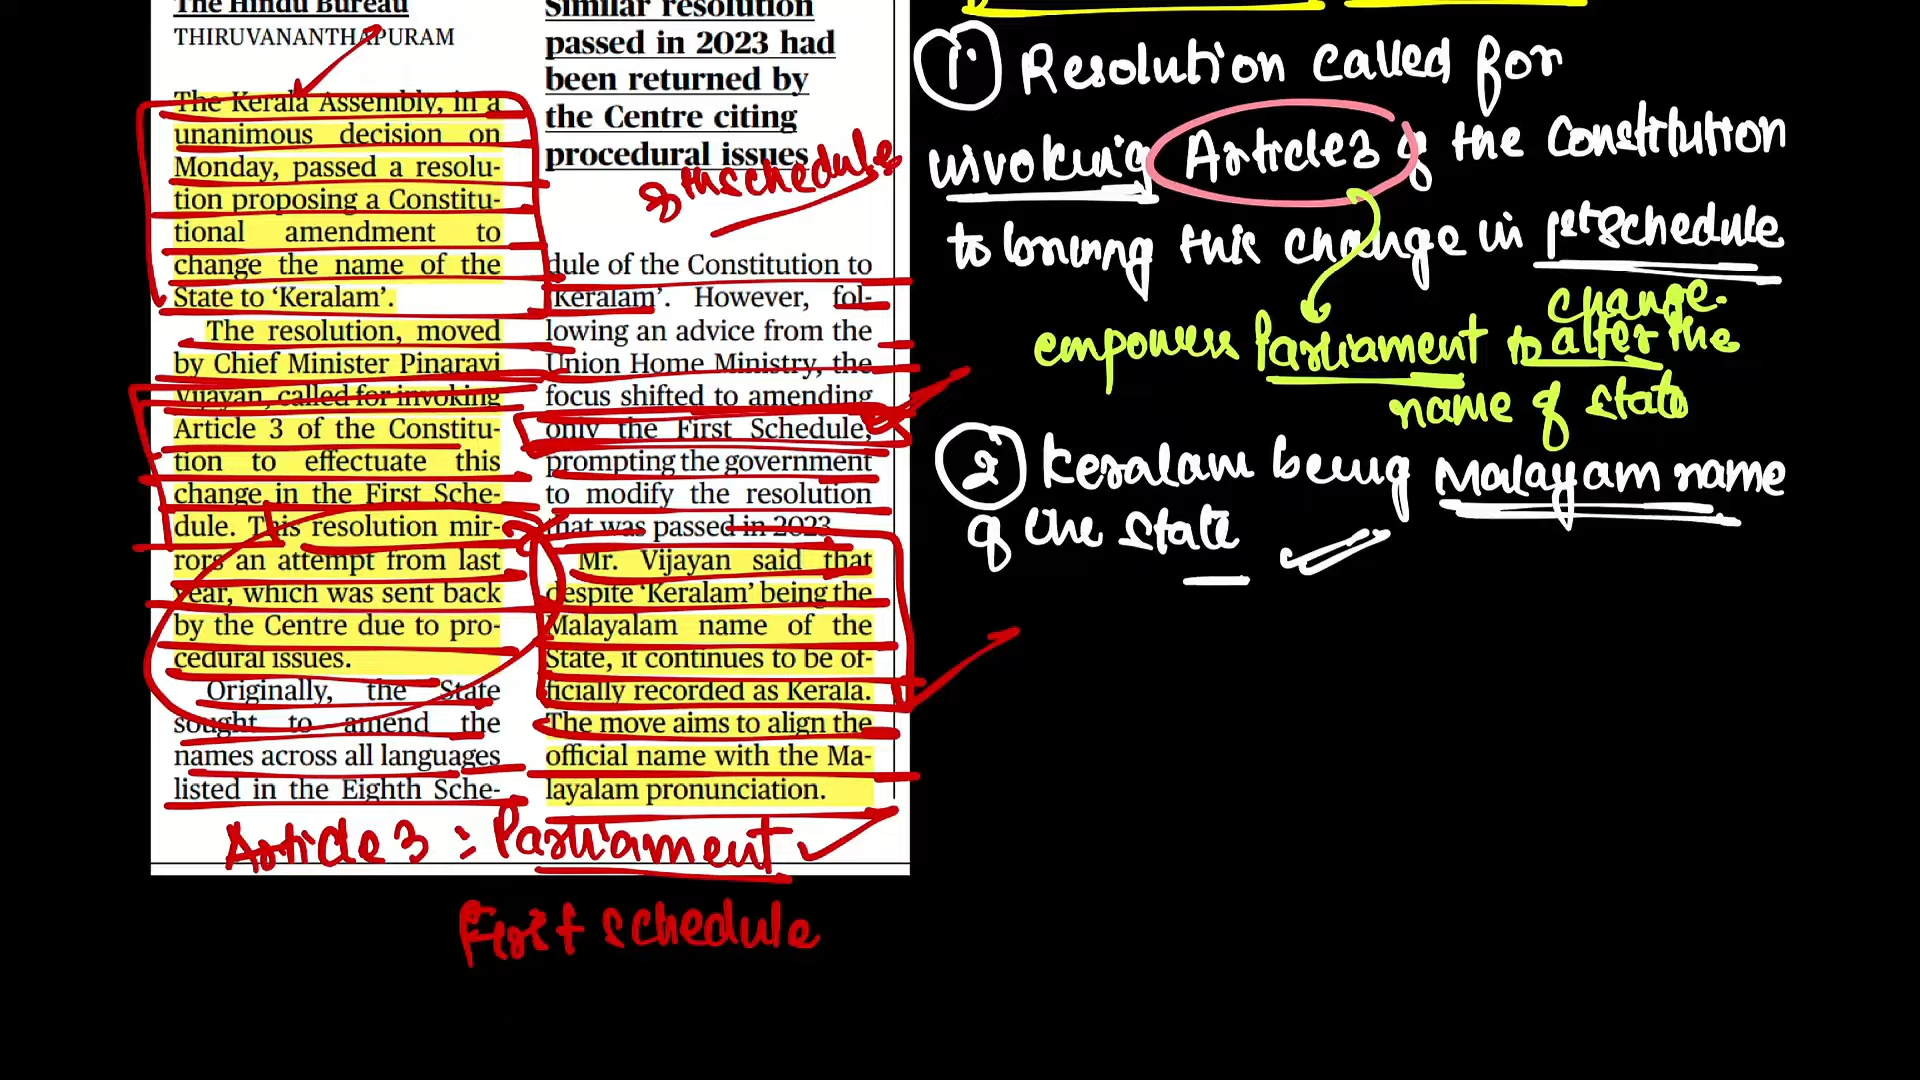 The Hindu Bureau
THIRUVANANTHAPURAM
The Kerala Assembly, in a
unanimous decision on
Monday, passed a resolu-
tion proposing a Constitu-
tional amendment to
change the name of the
State to ‘Keralam’.
The resolution, moved
by Chief Minister Pinarayi
Vijayan, called for invoking
Article 3 of the Constitu-
tion to effectuate this
change in the First Sche-
dule. This resolution mir-
rors an attempt from last
year, which was sent back
by the Centre due to pro-
cedural issues.
Originally, the State
sought to amend the
names across all languages
listed in the Eighth Sche-
Similar resolution
passed in 2023 had
been returned by
the Centre citing
procedural issues
8thschedule
dule of the Constitution to
‘Keralam’. However, fol-
lowing an advice from the
Union Home Ministry, the
focus shifted to amending
only the First Schedule,
prompting the government
to modify the resolution
that was passed in 2023.
Mr. Vijayan said that
despite ‘Keralam’ being the
Malayalam name of the
State, it continues to be of-
ficially recorded as Kerala.
The move aims to align the
official name with the Ma-
layalam pronunciation.
Article 3 : Parliament
First schedule
1. Resolution called for
invoking Article 3 of the Constitution
to bring this change in 1st schedule
change
empowers Parliament to alter the
name of state
2 Keralam being Malayam name
of the state